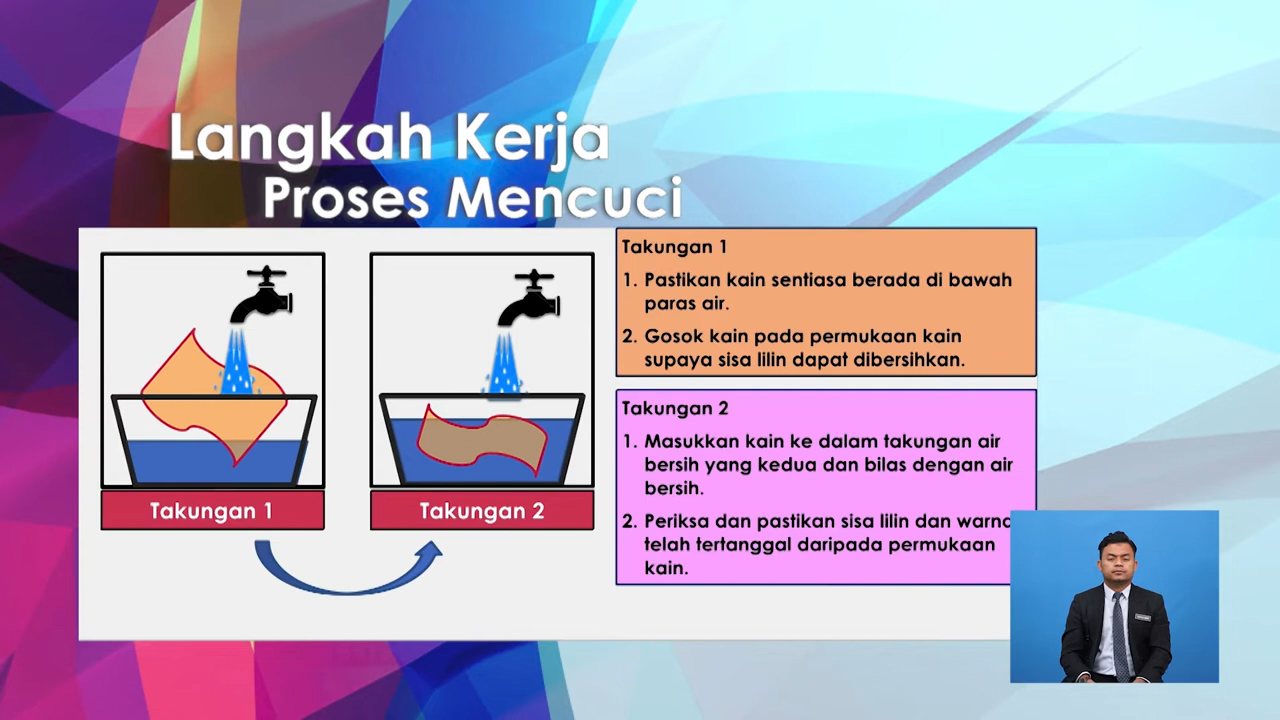 Langkah Kerja
Proses Mencuci
Takungan 1
Takungan 2
Takungan 1
1. Pastikan kain sentiasa berada di bawah
paras air.
2. Gosok kain pada permukaan kain
supaya sisa lilin dapat dibersihkan.
Takungan 2
1. Masukkan kain ke dalam takungan air
bersih yang kedua dan bilas dengan air
bersih.
2. Periksa dan pastikan sisa lilin dan warna
telah tertanggal daripada permukaan
kain.